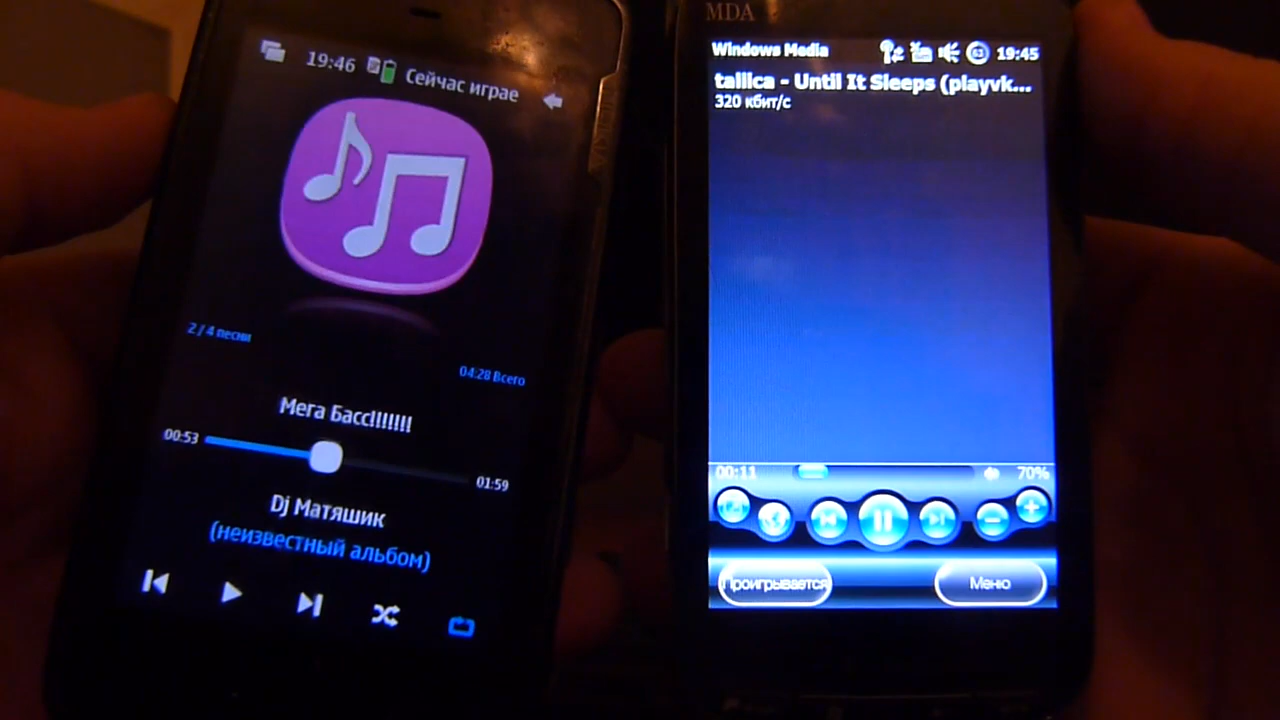 19:46 Сейчас играе
2 / 4 песни
04:28 Всего
Мега Басс!!!!!!!
00:53
01:59
Dj Матяшик
(неизвестный альбом)
MDA
Windows Media 19:45
tallica - Until It Sleeps (playvk...
320 кбит/с
00:11 70%
Проигрывается Меню